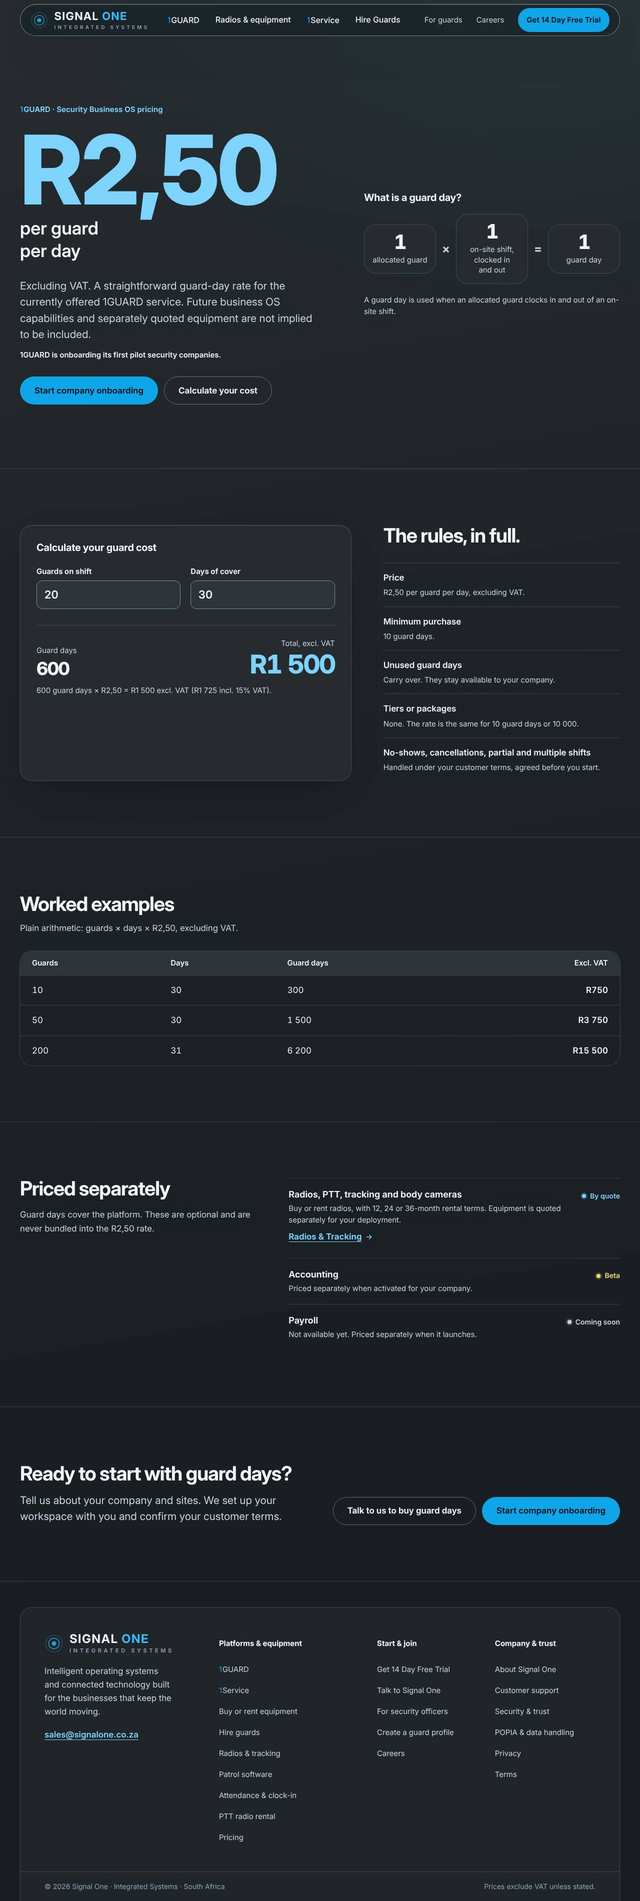 SIGNAL ONE
INTEGRATED SYSTEMS
1GUARD
Radios & equipment
1Service
Hire Guards
For guards
Careers
Get 14 Day Free Trial
1GUARD · Security Business OS pricing
R2,50
per guard
per day
Excluding VAT. A straightforward guard-day rate for the
currently offered 1GUARD service. Future business OS
capabilities and separately quoted equipment are not implied
to be included.
1GUARD is onboarding its first pilot security companies.
Start company onboarding
Calculate your cost
What is a guard day?
1
allocated guard
×
1
on-site shift,
clocked in
and out
=
1
guard day
A guard day is used when an allocated guard clocks in and out of an on-
site shift.
Calculate your guard cost
Guards on shift
20
Days of cover
30
Guard days
600
Total, excl. VAT
R1 500
600 guard days × R2,50 = R1 500 excl. VAT (R1 725 incl. 15% VAT).
The rules, in full.
Price
R2,50 per guard per day, excluding VAT.
Minimum purchase
10 guard days.
Unused guard days
Carry over. They stay available to your company.
Tiers or packages
None. The rate is the same for 10 guard days or 10 000.
No-shows, cancellations, partial and multiple shifts
Handled under your customer terms, agreed before you start.
Worked examples
Plain arithmetic: guards × days × R2,50, excluding VAT.
Guards Days Guard days Excl. VAT
10 30 300 R750
50 30 1 500 R3 750
200 31 6 200 R15 500
Priced separately
Guard days cover the platform. These are optional and are
never bundled into the R2,50 rate.
Radios, PTT, tracking and body cameras
By quote
Buy or rent radios, with 12, 24 or 36-month rental terms. Equipment is quoted
separately for your deployment.
Radios & Tracking →
Accounting
Beta
Priced separately when activated for your company.
Payroll
Coming soon
Not available yet. Priced separately when it launches.
Ready to start with guard days?
Tell us about your company and sites. We set up your
workspace with you and confirm your customer terms.
Talk to us to buy guard days
Start company onboarding
SIGNAL ONE
INTEGRATED SYSTEMS
Intelligent operating systems
and connected technology built
for the businesses that keep the
world moving.
sales@signalone.co.za
Platforms & equipment
1GUARD
1Service
Buy or rent equipment
Hire guards
Radios & tracking
Patrol software
Attendance & clock-in
PTT radio rental
Pricing
Start & join
Get 14 Day Free Trial
Talk to Signal One
For security officers
Create a guard profile
Careers
Company & trust
About Signal One
Customer support
Security & trust
POPIA & data handling
Privacy
Terms
© 2026 Signal One · Integrated Systems · South Africa
Prices exclude VAT unless stated.